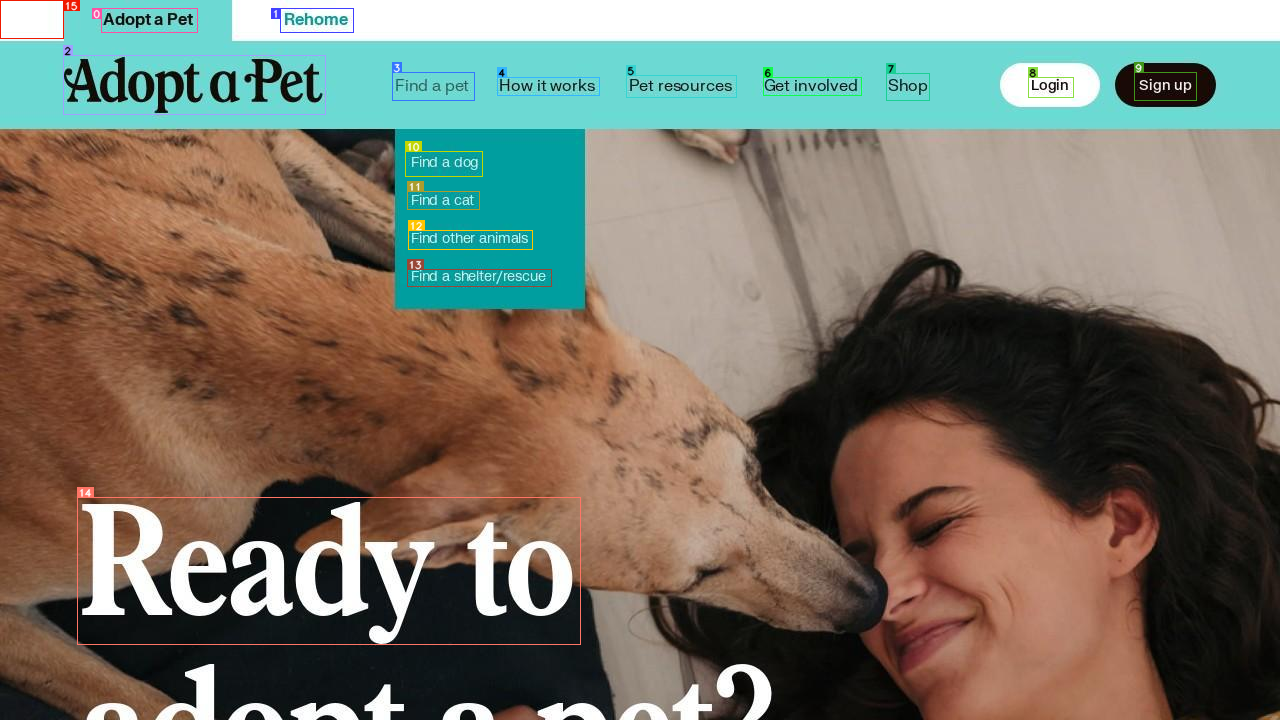 Adopt a Pet
Rehome
Adopt a Pet
Find a pet
How it works
Pet resources
Get involved
Shop
Login
Sign up
Find a dog
Find a cat
Find other animals
Find a shelter/rescue
Ready to
adopt a pet?
15
0
1
2
3
4
5
6
7
8
9
10
11
12
13
14